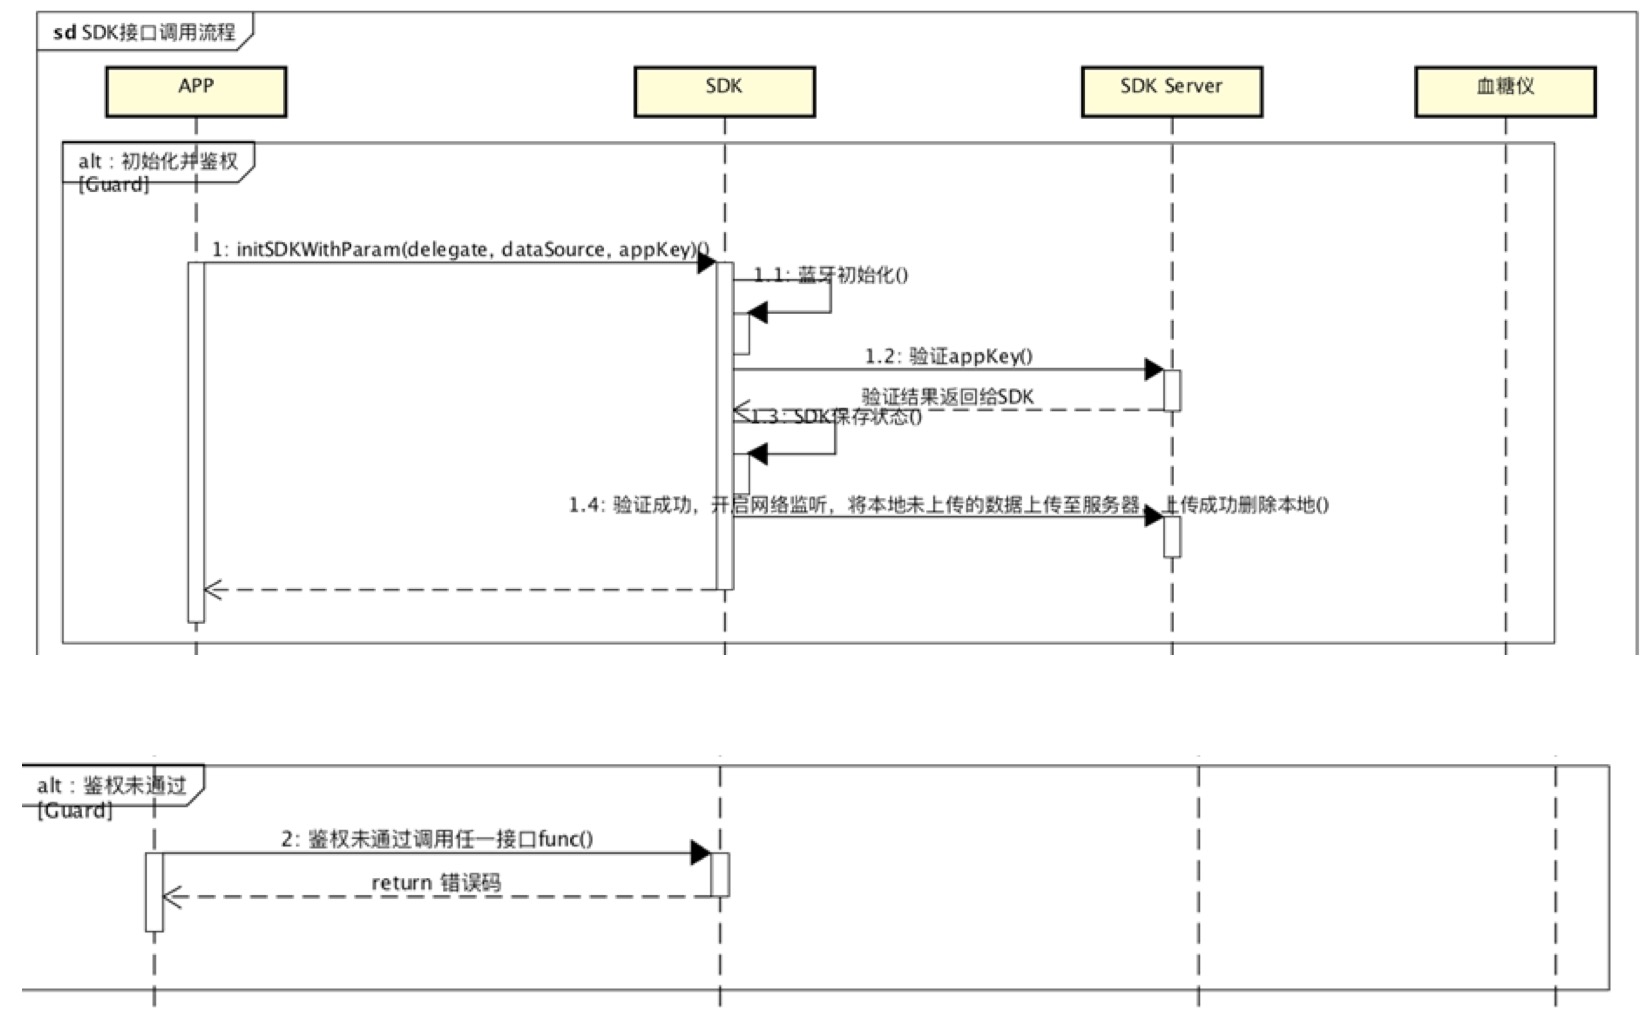 sd SDK接口调用流程
APP
SDK
SDK Server
血糖仪
alt : 初始化并鉴权
[Guard]
1: initSDKWithParam(delegate, dataSource, appKey)()
1.1: 蓝牙初始化()
1.2: 验证appKey()
验证结果返回给SDK
1.3: SDK保存状态()
1.4: 验证成功，开启网络监听，将本地未上传的数据上传至服务器，上传成功删除本地()
alt : 鉴权未通过
[Guard]
2: 鉴权未通过调用任一接口func()
return 错误码